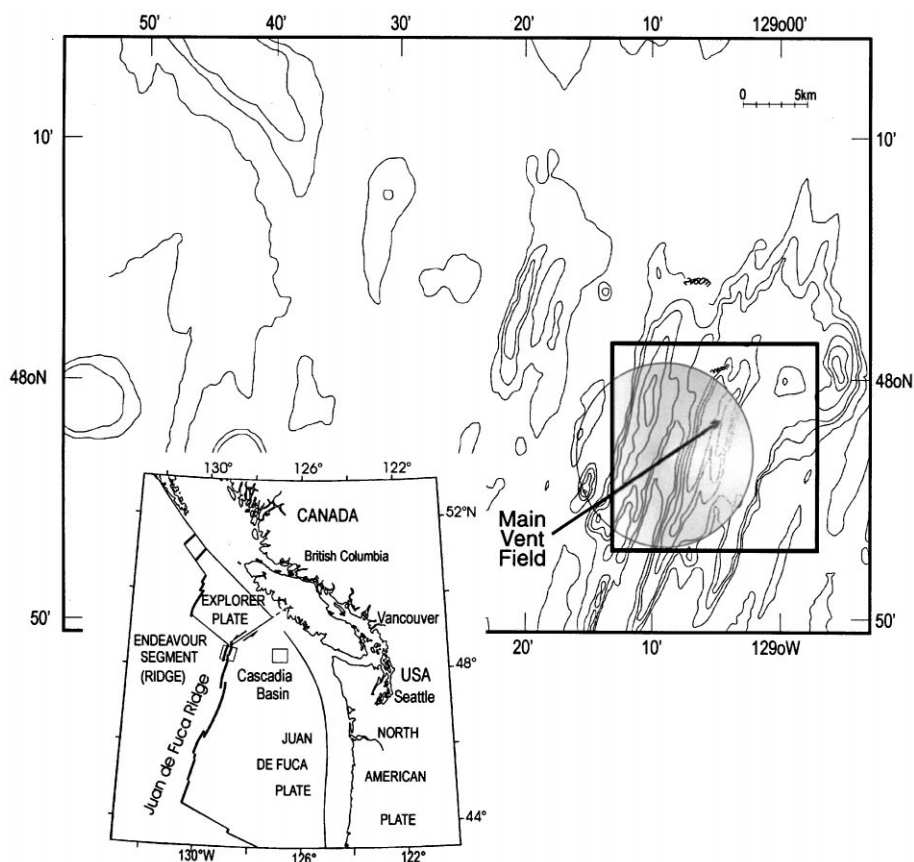 50' 40' 30' 20' 10' 129°00'
0 5km
10' 10'
48oN 48oN
Main
Vent
Field
50' 50'
20' 10' 129oW
130° 126° 122°
CANADA
52°N
British Columbia
EXPLORER
PLATE
Vancouver
ENDEAVOUR
SEGMENT
(RIDGE)
Cascadia
Basin
USA
48°
Seattle
Juan de Fuca Ridge
JUAN
DE FUCA
PLATE
NORTH
AMERICAN
PLATE
44°
130°W 126° 122°